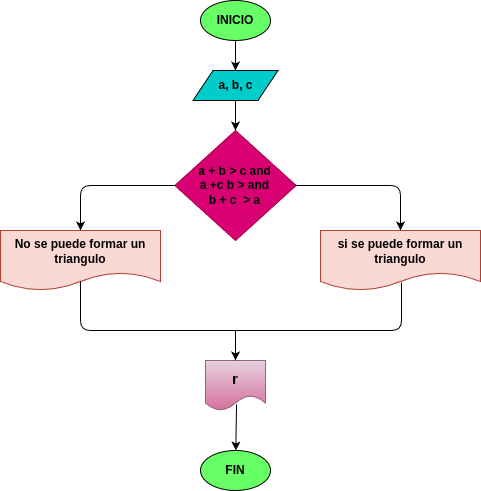 INICIO
a, b, c
a + b > c and
a +c b > and
b + c > a
No se puede formar un
triangulo
si se puede formar un
triangulo
r
FIN